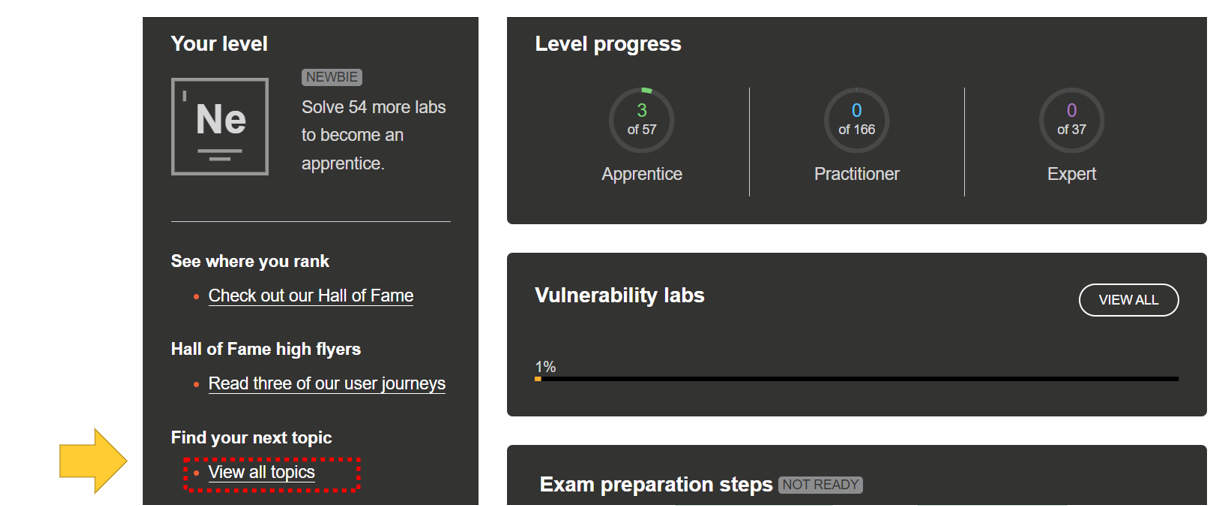 Your level
NEWBIE
Ne
Solve 54 more labs
to become an
apprentice.
See where you rank
Check out our Hall of Fame
Hall of Fame high flyers
Read three of our user journeys
Find your next topic
View all topics
Level progress
3
of 57
Apprentice
0
of 166
Practitioner
0
of 37
Expert
Vulnerability labs
VIEW ALL
1%
Exam preparation steps NOT READY